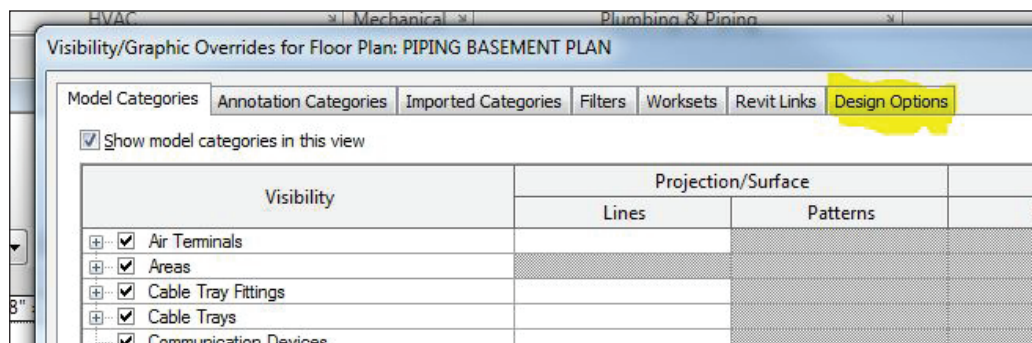 HVAC Mechanical Plumbing & Piping
Visibility/Graphic Overrides for Floor Plan: PIPING BASEMENT PLAN
Model Categories Annotation Categories Imported Categories Filters Worksets Revit Links Design Options
Show model categories in this view
Visibility Projection/Surface
Lines Patterns
Air Terminals
Areas
Cable Tray Fittings
8" Cable Trays
Communication Devices